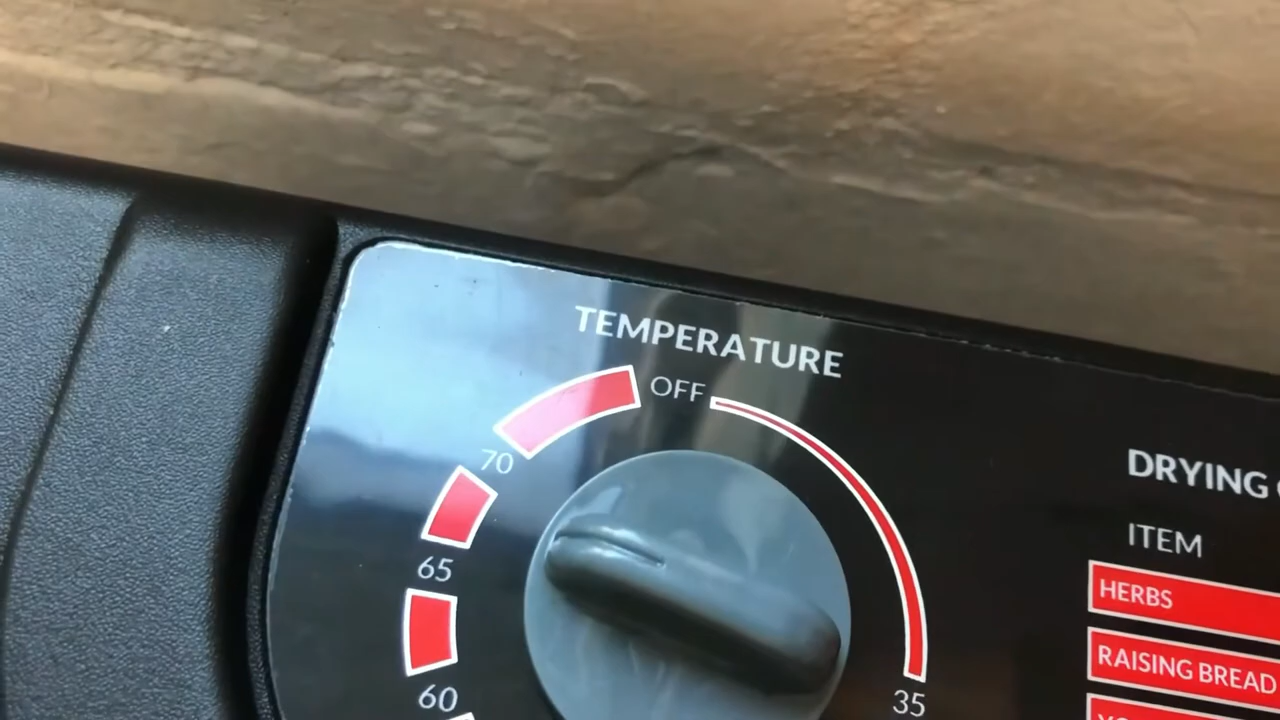 TEMPERATURE
OFF
70
65
60
35
DRYING
ITEM
HERBS
RAISING BREAD